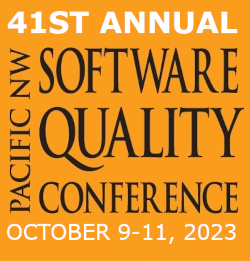 41ST ANNUAL
PACIFIC NW
SOFTWARE
QUALITY
CONFERENCE
OCTOBER 9-11, 2023